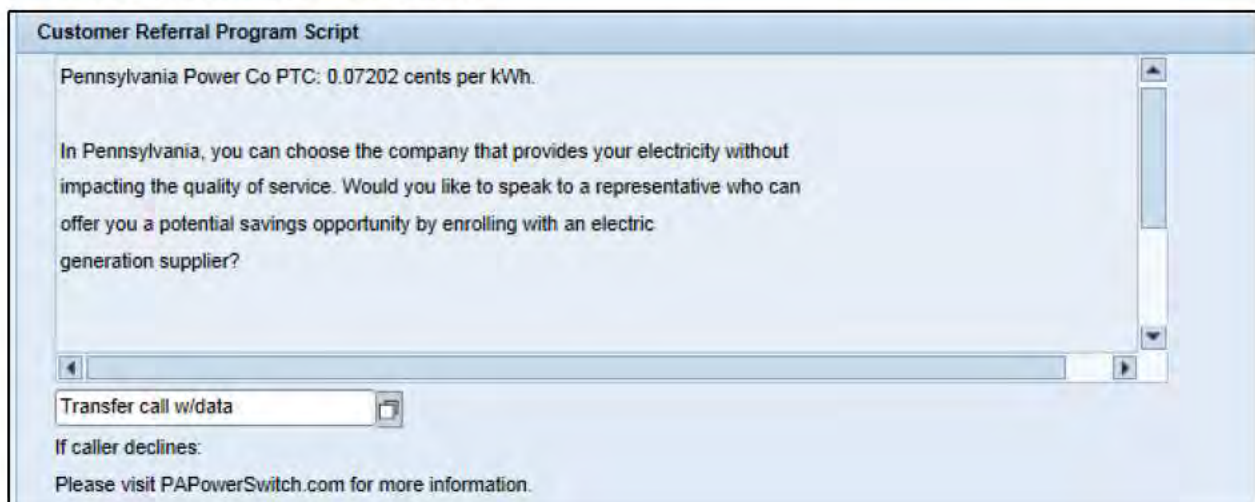 Customer Referral Program Script
Pennsylvania Power Co PTC: 0.07202 cents per kWh.
In Pennsylvania, you can choose the company that provides your electricity without
impacting the quality of service. Would you like to speak to a representative who can
offer you a potential savings opportunity by enrolling with an electric
generation supplier?
Transfer call w/data
If caller declines:
Please visit PAPowerSwitch.com for more information.